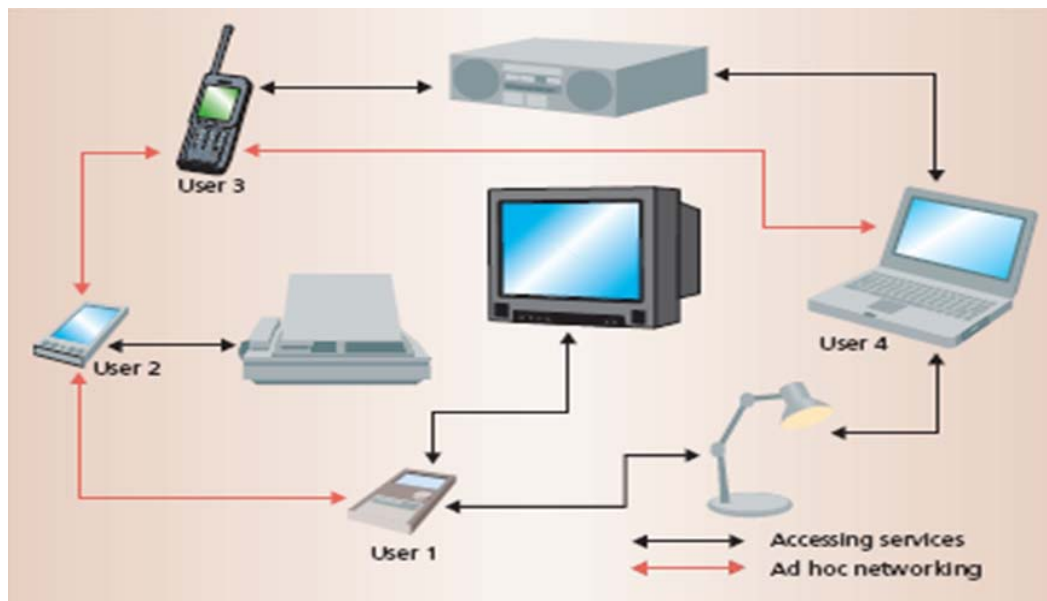 User 3
User 4
User 2
User 1
Accessing services
Ad hoc networking